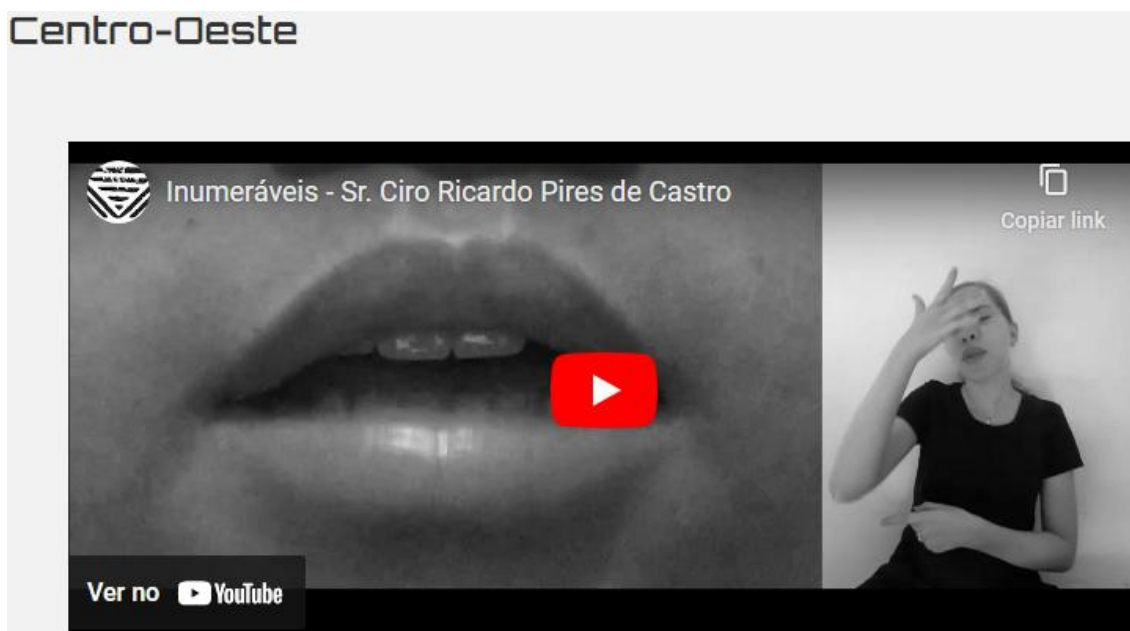 Centro-Oeste
Inumeráveis - Sr. Ciro Ricardo Pires de Castro
Copiar link
Ver no YouTube